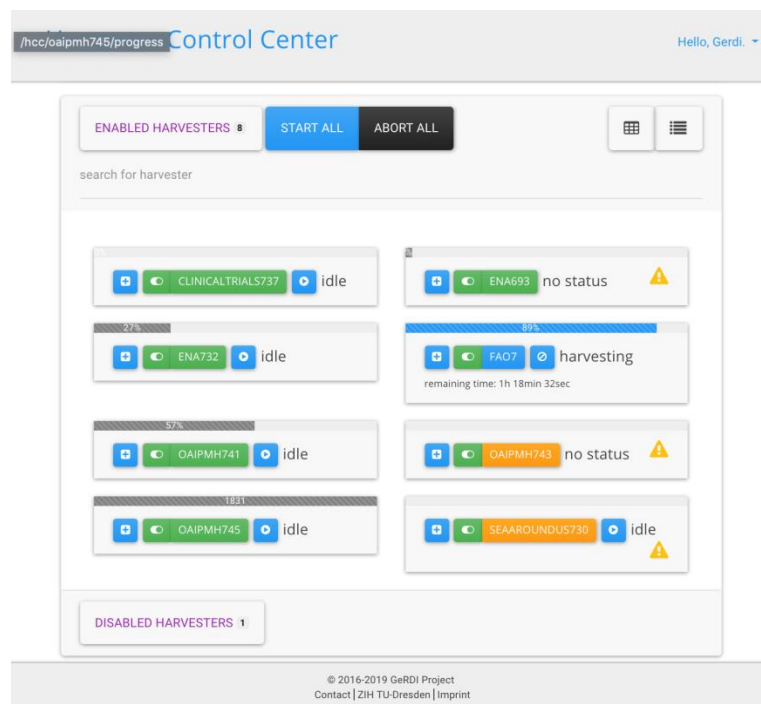 /hcc/oaipmh745/progress Control Center
Hello, Gerdi.
ENABLED HARVESTERS 8 START ALL ABORT ALL
search for harvester
CLINICALTRIALS737 idle
ENA693 no status
27%
ENA732 idle
89%
FAO7 harvesting
remaining time: 1h 18min 32sec
57%
OAIPMH741 idle
OAIPMH743 no status
1831
OAIPMH745 idle
SEAAROUNDUS730 idle
DISABLED HARVESTERS 1
© 2016-2019 GeRDI Project
Contact | ZIH TU-Dresden | Imprint